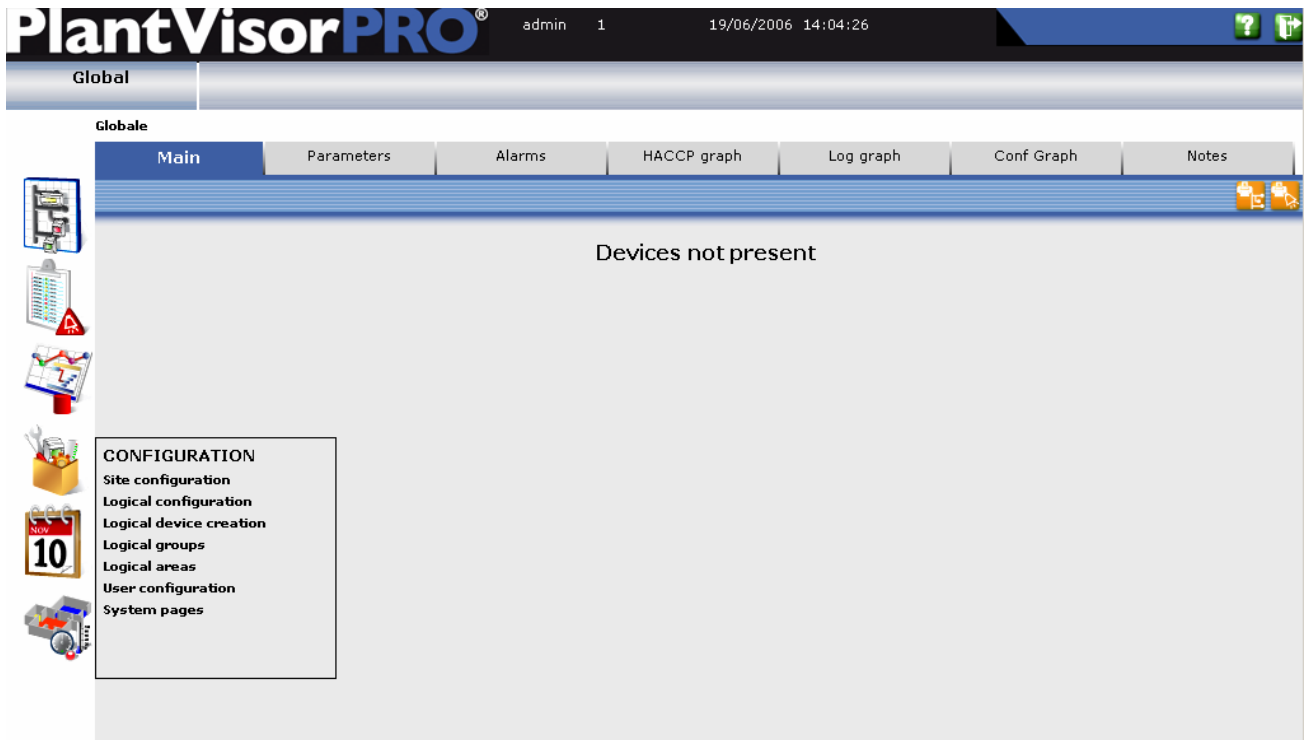 PlantVisorPRO® admin 1 19/06/2006 14:04:26 ?
Global
Globale
Main Parameters Alarms HACCP graph Log graph Conf Graph Notes
Devices not present
CONFIGURATION
Site configuration
Logical configuration
Logical device creation
Logical groups
Logical areas
User configuration
System pages
NOV
10